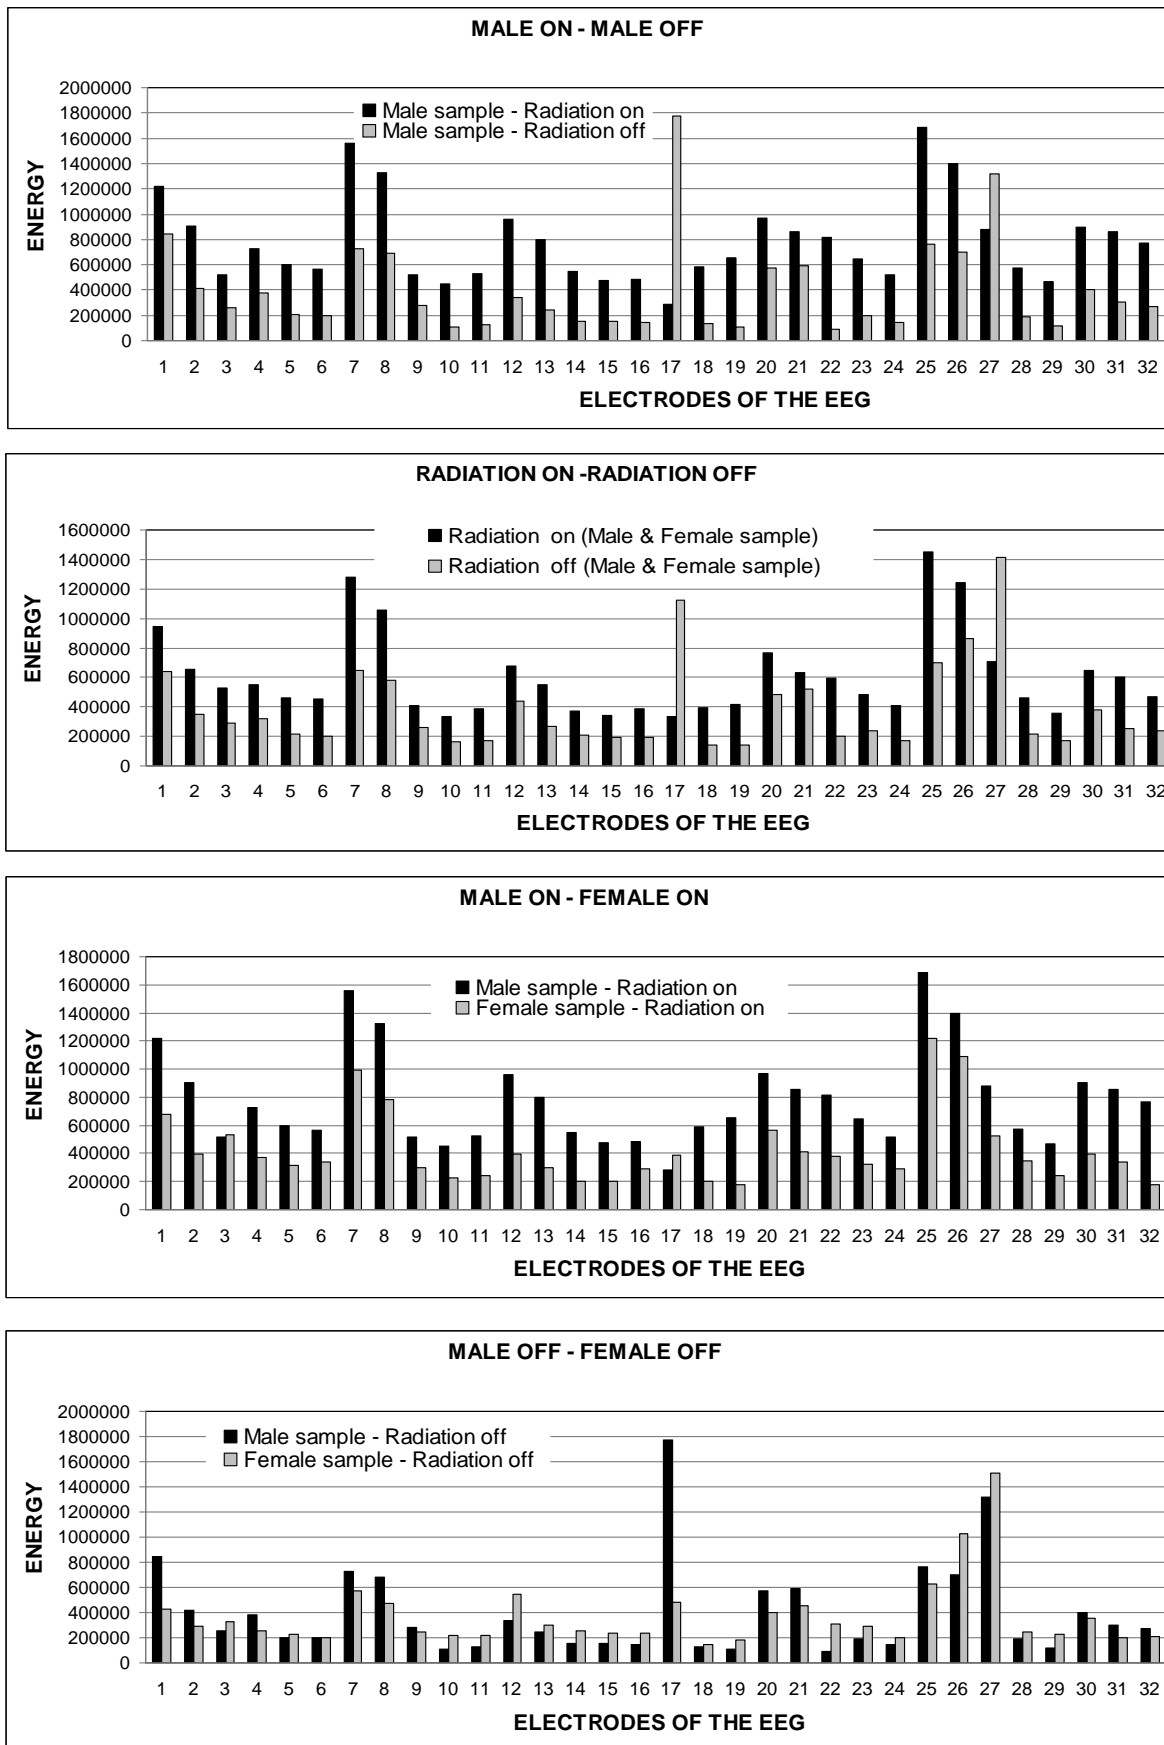 MALE ON - MALE OFF
2000000
1800000
1600000
1400000
1200000
1000000
800000
600000
400000
200000
0
ENERGY
Male sample - Radiation on
Male sample - Radiation off
1 2 3 4 5 6 7 8 9 10 11 12 13 14 15 16 17 18 19 20 21 22 23 24 25 26 27 28 29 30 31 32
ELECTRODES OF THE EEG
RADIATION ON -RADIATION OFF
1600000
1400000
1200000
1000000
800000
600000
400000
200000
0
ENERGY
Radiation on (Male & Female sample)
Radiation off (Male & Female sample)
1 2 3 4 5 6 7 8 9 10 11 12 13 14 15 16 17 18 19 20 21 22 23 24 25 26 27 28 29 30 31 32
ELECTRODES OF THE EEG
MALE ON - FEMALE ON
1800000
1600000
1400000
1200000
1000000
800000
600000
400000
200000
0
ENERGY
Male sample - Radiation on
Female sample - Radiation on
1 2 3 4 5 6 7 8 9 10 11 12 13 14 15 16 17 18 19 20 21 22 23 24 25 26 27 28 29 30 31 32
ELECTRODES OF THE EEG
MALE OFF - FEMALE OFF
2000000
1800000
1600000
1400000
1200000
1000000
800000
600000
400000
200000
0
ENERGY
Male sample - Radiation off
Female sample - Radiation off
1 2 3 4 5 6 7 8 9 10 11 12 13 14 15 16 17 18 19 20 21 22 23 24 25 26 27 28 29 30 31 32
ELECTRODES OF THE EEG